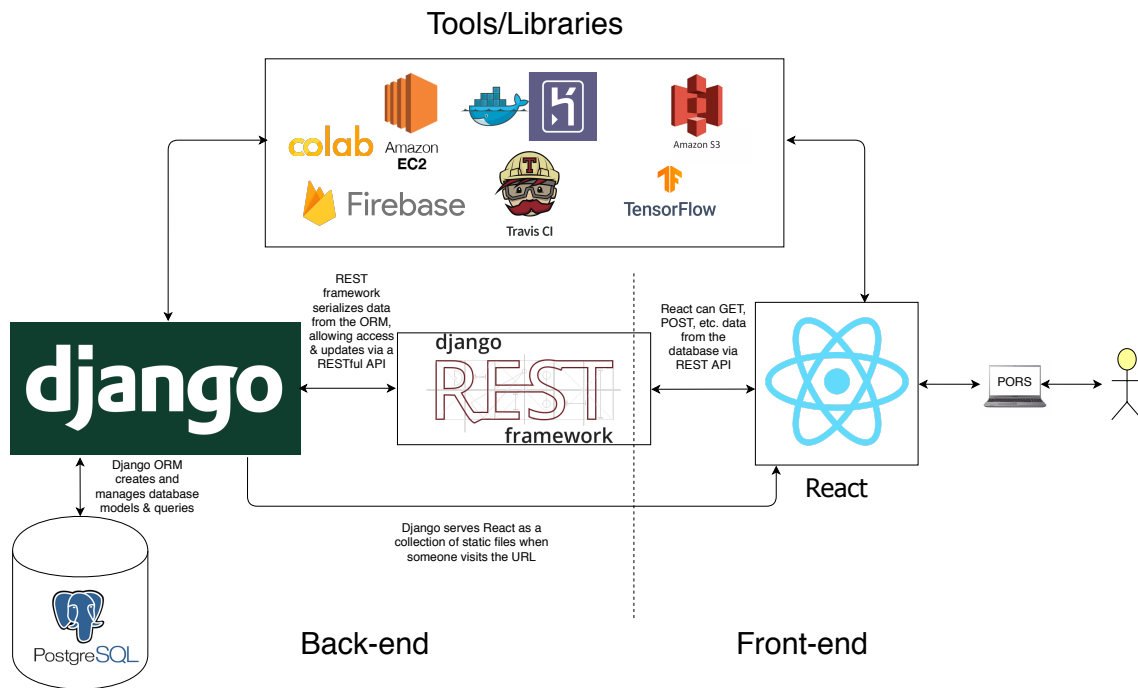 Tools/Libraries
colab
Amazon
EC2
Amazon S3
Firebase
T
Travis CI
TensorFlow
REST
framework
serializes data
from the ORM,
allowing access
& updates via a
RESTful API
React can GET,
POST, etc. data
from the
database via
REST API
django
django
REST
framework
React
PORS
Django ORM
creates and
manages database
models & queries
Django serves React as a
collection of static files when
someone visits the URL
PostgreSQL
Back-end
Front-end